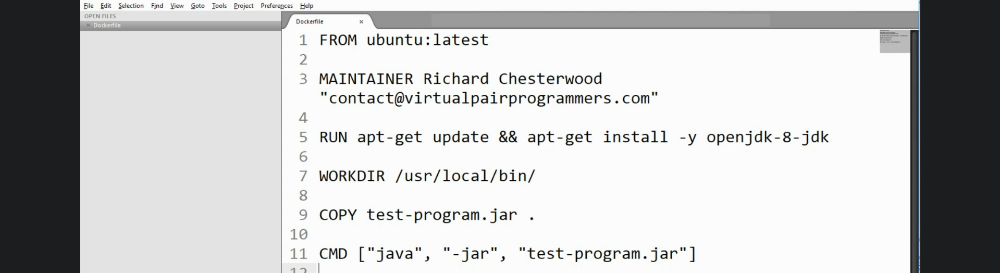 File Edit Selection Find View Goto Tools Project Preferences Help
OPEN FILES
× Dockerfile
Dockerfile ×
1 FROM ubuntu:latest
2
3 MAINTAINER Richard Chesterwood
"contact@virtualpairprogrammers.com"
4
5 RUN apt-get update && apt-get install -y openjdk-8-jdk
6
7 WORKDIR /usr/local/bin/
8
9 COPY test-program.jar .
10
11 CMD ["java", "-jar", "test-program.jar"]
12